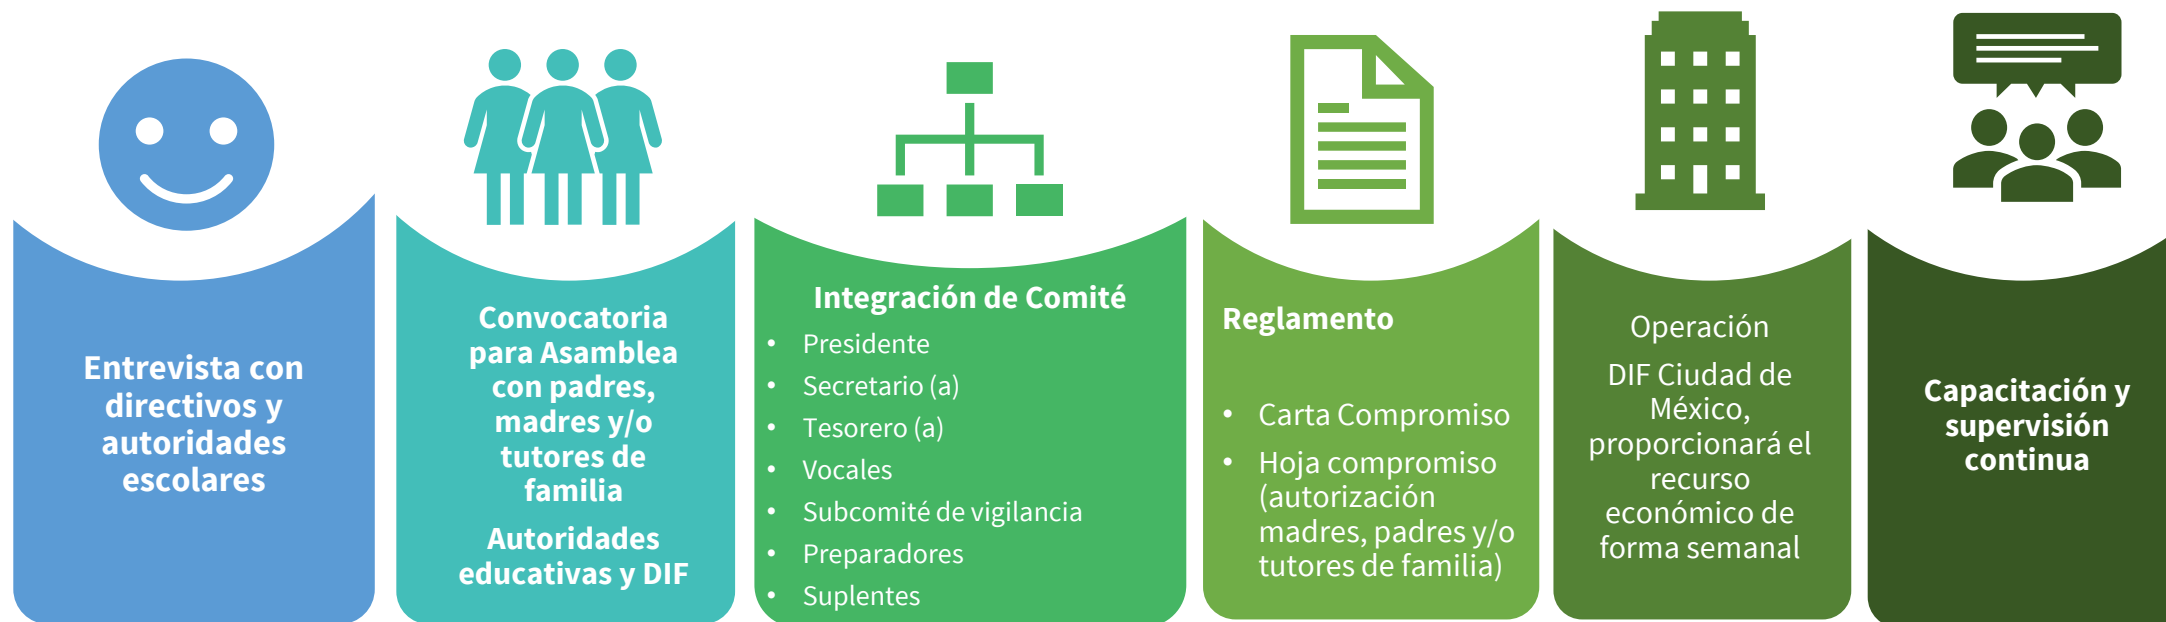 Entrevista con
directivos y
autoridades
escolares
Convocatoria
para Asamblea
con padres,
madres y/o
tutores de
familia
Autoridades
educativas y DIF
Integración de Comité
• Presidente
• Secretario (a)
• Tesorero (a)
• Vocales
• Subcomité de vigilancia
• Preparadores
• Suplentes
Reglamento
• Carta Compromiso
• Hoja compromiso
(autorización
madres, padres y/o
tutores de familia)
Operación
DIF Ciudad de
México,
proporcionará el
recurso
económico de
forma semanal
Capacitación y
supervisión
continua